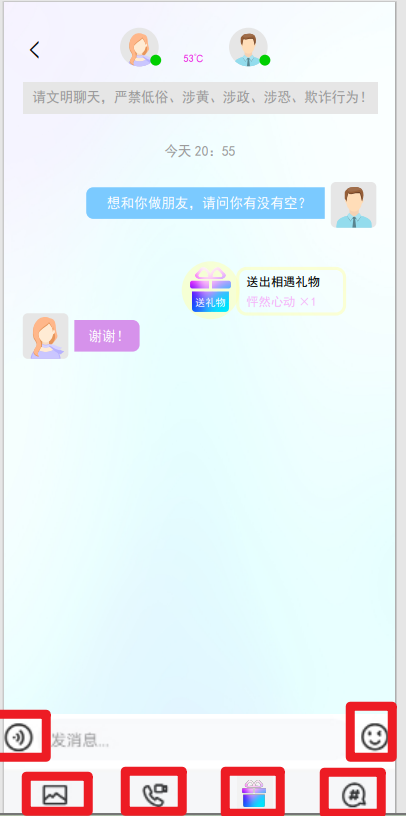 53℃
请文明聊天，严禁低俗、涉黄、涉政、涉恐、欺诈行为！
今天 20：55
想和你做朋友，请问你有没有空？
送出相遇礼物
怦然心动 ×1
送礼物
谢谢！
发消息...